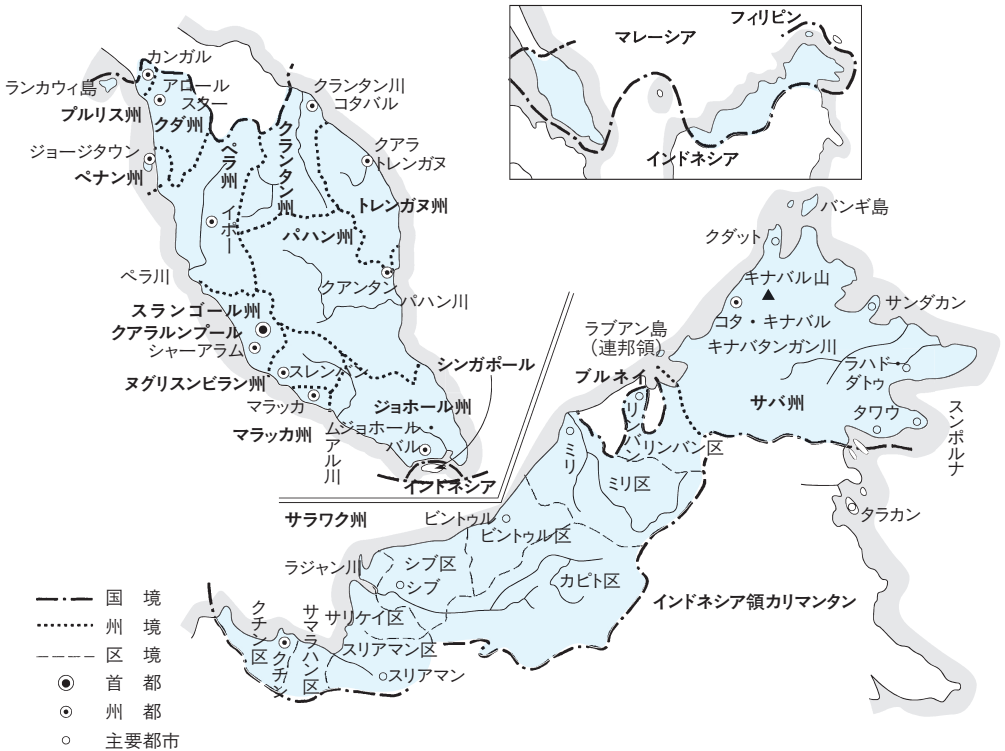 カンガル
ランカウィ島
アロール
スター
プルリス州
クダ州
クランタン川
コタバル
ジョージタウン
ペナン州
ペラ州
クランタン州
クアラ
トレンガヌ
トレンガヌ州
イポー
パハン州
ペラ川
クアンタン
パハン川
スランゴール州
クアラルンプール
シャーアラム
スレンバン
ヌグリスンビラン州
マラッカ
マラッカ州
ムアル川
シンガポール
ジョホール州
ジョホール・
バル
インドネシア
フィリピン
マレーシア
インドネシア
バンギ島
クダット
キナバル山
サンダカン
コタ・キナバル
ラブアン島
(連邦領)
キナバタンガン川
ラハド・
ダトゥ
ブルネイ
サバ州
タワウ
スンポルナ
リンバン
リンバン区
ミリ
ミリ区
タラカン
サラワク州
ビントゥル
ビントゥル区
ラジャン川
シブ区
シブ
カピト区
サリケイ区
インドネシア領カリマンタン
クチン区
サマラハン区
クチン
スリアマン区
スリアマン
国 境
州 境
区 境
首 都
州 都
主要都市